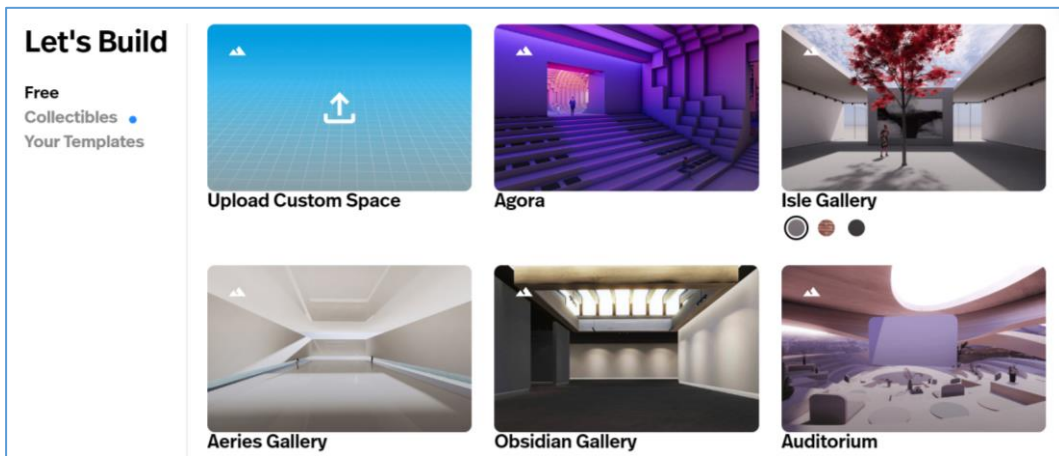 Let's Build
Free
Collectibles
Your Templates
Upload Custom Space
Agora
Isle Gallery
Aeries Gallery
Obsidian Gallery
Auditorium